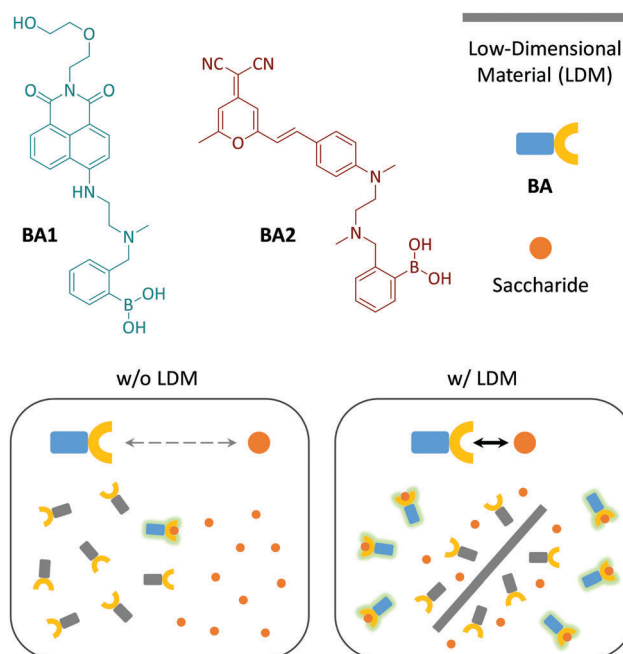 HO
O
N
O
O
HN
N
B
OH
OH
BA1
NC
CN
O
N
N
OH
B
OH
BA2
Low-Dimensional
Material (LDM)
BA
Saccharide
w/o LDM
w/ LDM